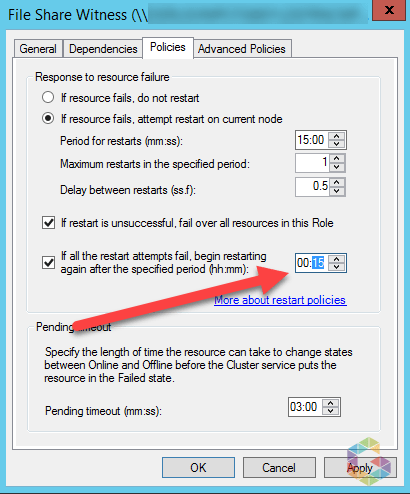 File Share Witness (\\
x
General
Dependencies
Policies
Advanced Policies
Response to resource failure
If resource fails, do not restart
If resource fails, attempt restart on current node
Period for restarts (mm:ss):
15:00
Maximum restarts in the specified period:
1
Delay between restarts (ss.f):
0.5
If restart is unsuccessful, fail over all resources in this Role
If all the restart attempts fail, begin restarting
again after the specified period (hh:mm):
00:15
More about restart policies
Pending timeout
Specify the length of time the resource can take to change states
between Online and Offline before the Cluster service puts
the resource in the Failed state.
Pending timeout (mm:ss):
03:00
OK
Cancel
Apply